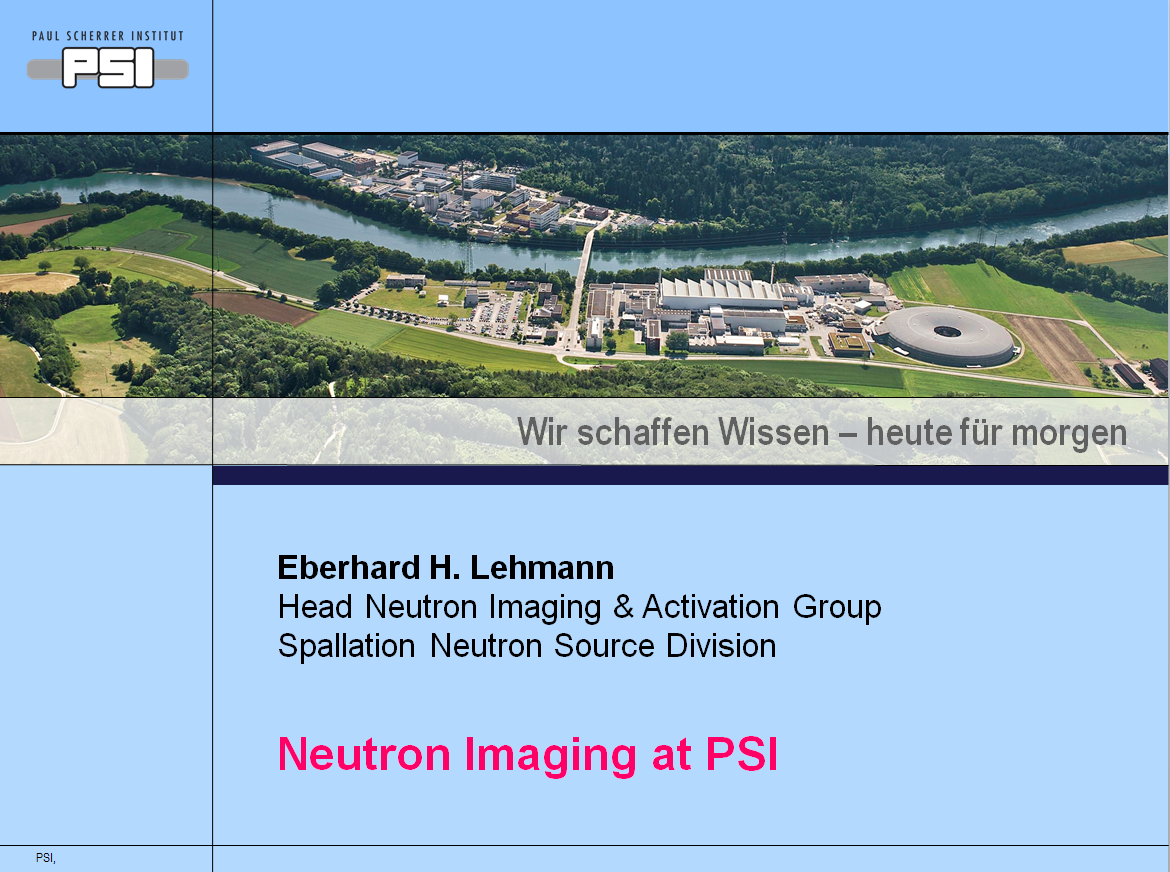 PAUL SCHERRER INSTITUT
PSI
Wir schaffen Wissen – heute für morgen
Eberhard H. Lehmann
Head Neutron Imaging & Activation Group
Spallation Neutron Source Division
Neutron Imaging at PSI
PSI,